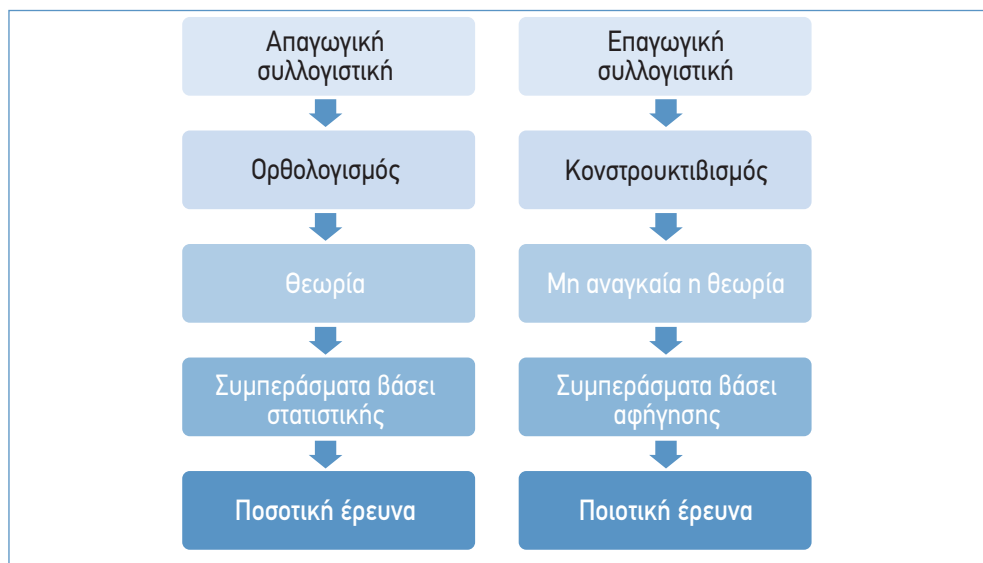 Απαγωγική
συλλογιστική
Ορθολογισμός
Θεωρία
Συμπεράσματα βάσει
στατιστικής
Ποσοτική έρευνα
Επαγωγική
συλλογιστική
Κονστρουκτιβισμός
Μη αναγκαία η θεωρία
Συμπεράσματα βάσει
αφήγησης
Ποιοτική έρευνα